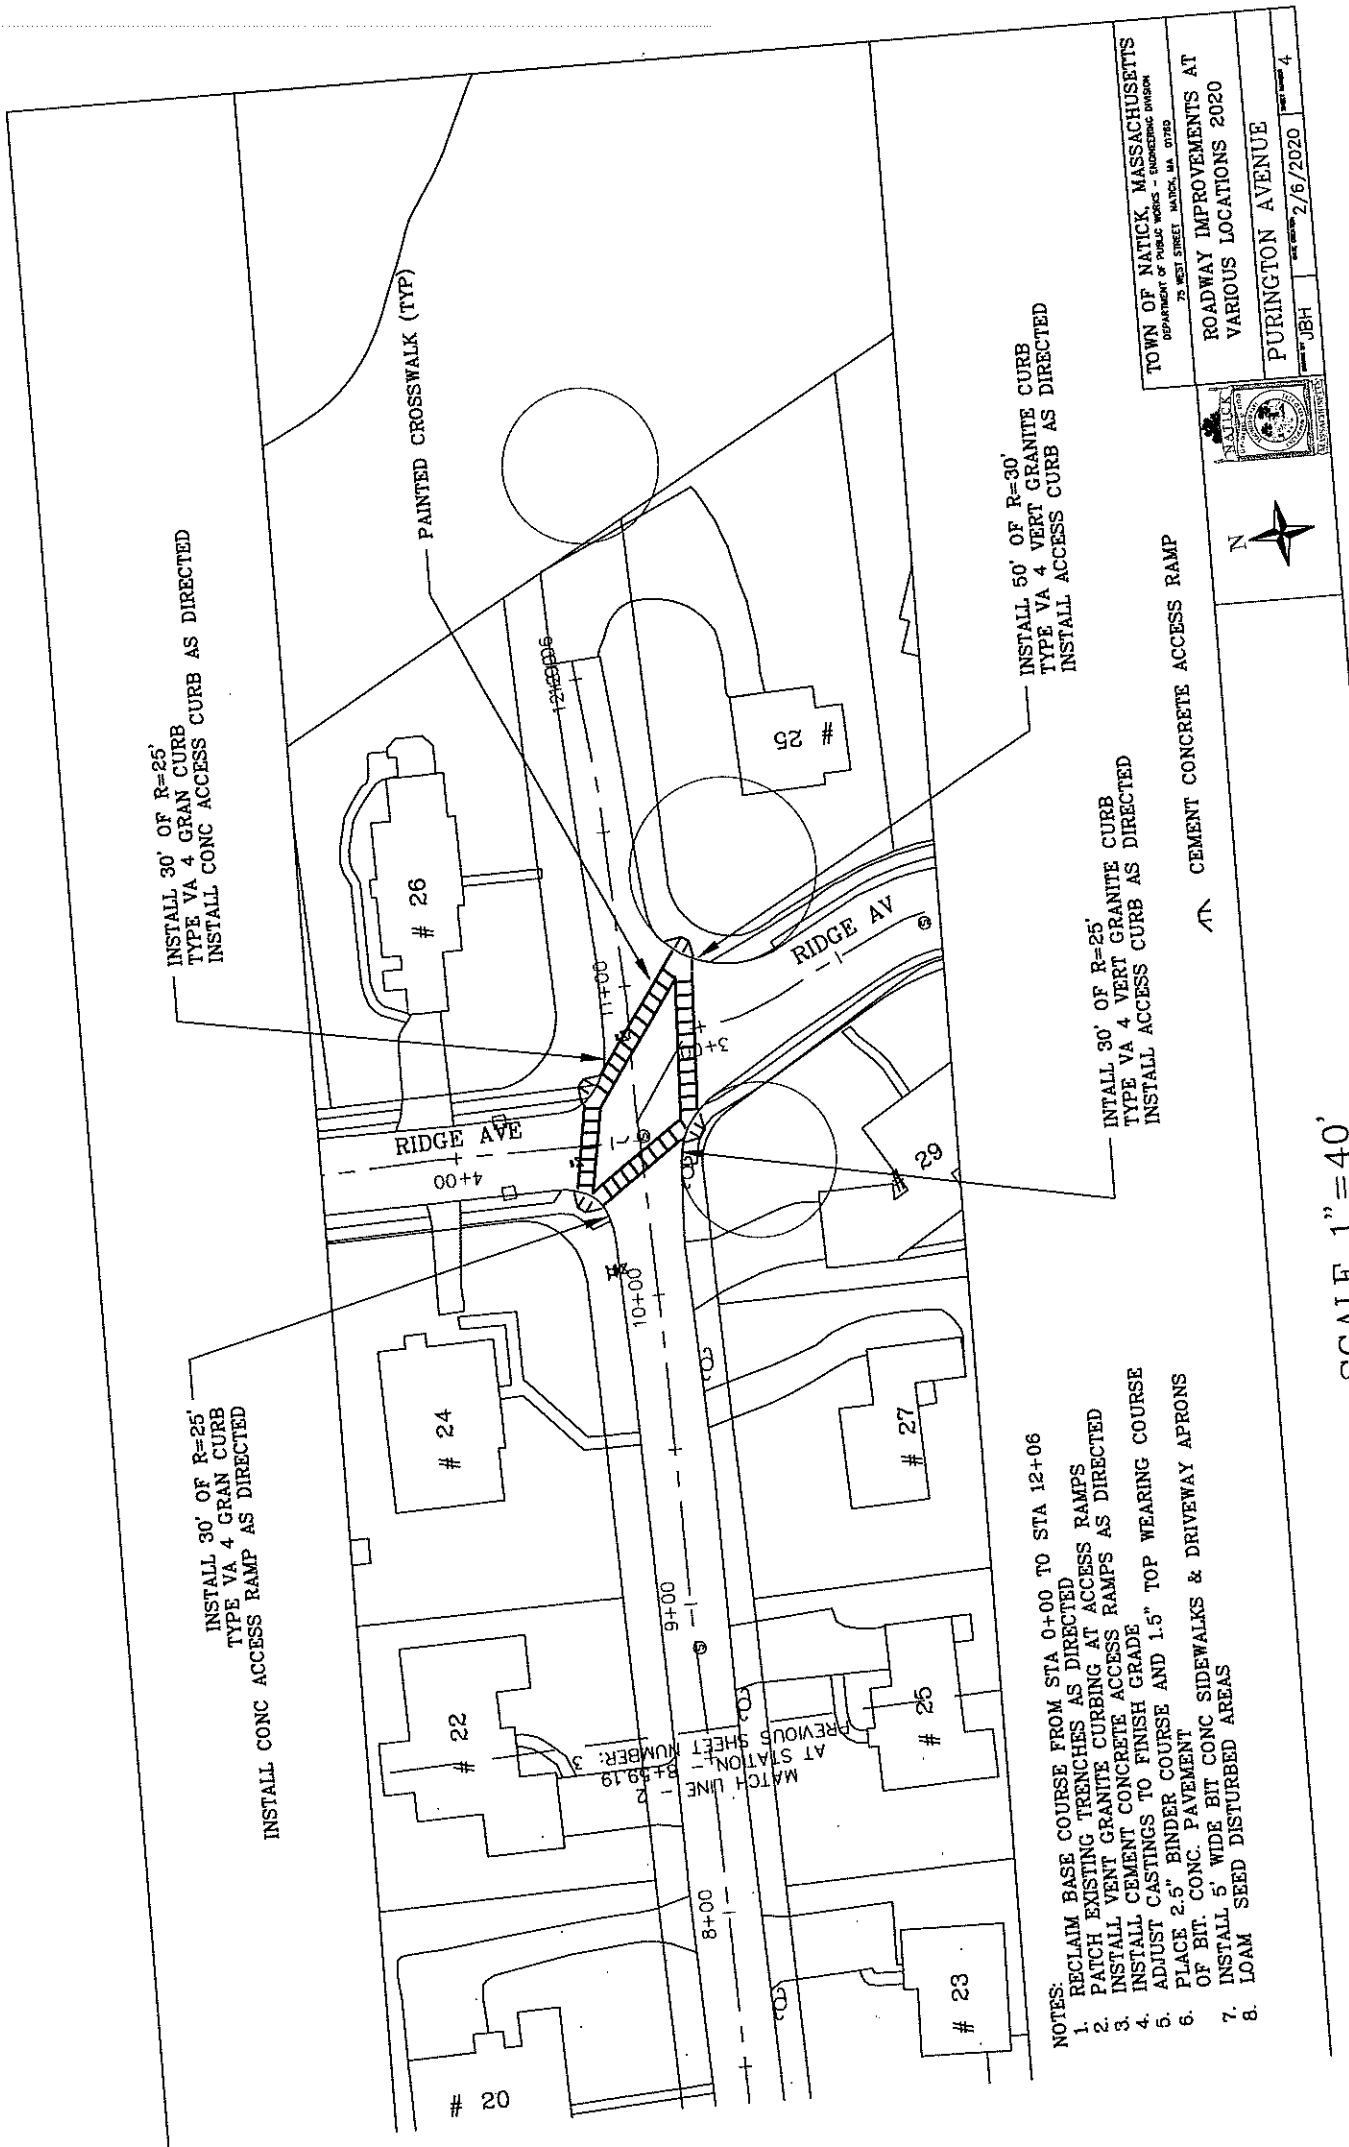 INSTALL 30' OF R=25'
TYPE VA 4 GRAN CURB
INSTALL CONC ACCESS RAMP AS DIRECTED
INSTALL 30' OF R=25'
TYPE VA 4 GRAN CURB
INSTALL CONC ACCESS CURB AS DIRECTED
PAINTED CROSSWALK (TYP)
# 20
# 22
# 24
# 26
RIDGE AVE
4+00
8+00
9+00
10+00
11+00
3+
MATCH LINE - 2
AT STATION - 8+59.19
PREVIOUS SHEET NUMBER: 3
# 23
# 25
# 27
29
# 25
RIDGE AV
S
S
S
INSTALL 50' OF R=30'
TYPE VA 4 VERT GRANITE CURB
INSTALL ACCESS CURB AS DIRECTED
INTALL 30' OF R=25'
TYPE VA 4 VERT GRANITE CURB
INSTALL ACCESS CURB AS DIRECTED
CEMENT CONCRETE ACCESS RAMP
NOTES:
1. RECLAIM BASE COURSE FROM STA 0+00 TO STA 12+06
2. PATCH EXISTING TRENCHES AS DIRECTED
3. INSTALL VENT GRANITE CURBING AT ACCESS RAMPS
4. INSTALL CEMENT CONCRETE ACCESS RAMPS AS DIRECTED
5. ADJUST CASTINGS TO FINISH GRADE
6. PLACE 2.5" BINDER COURSE AND 1.5" TOP WEARING COURSE
OF BIT. CONC. PAVEMENT
7. INSTALL 5' WIDE BIT CONC SIDEWALKS & DRIVEWAY APRONS
8. LOAM SEED DISTURBED AREAS
SCALE 1"=40'
N
NATICK
MASSACHUSETTS
TOWN OF NATICK, MASSACHUSETTS
DEPARTMENT OF PUBLIC WORKS - ENGINEERING DIVISION
75 WEST STREET NATICK, MA 01760
ROADWAY IMPROVEMENTS AT
VARIOUS LOCATIONS 2020
PURINGTON AVENUE
JBH
2/6/2020
4